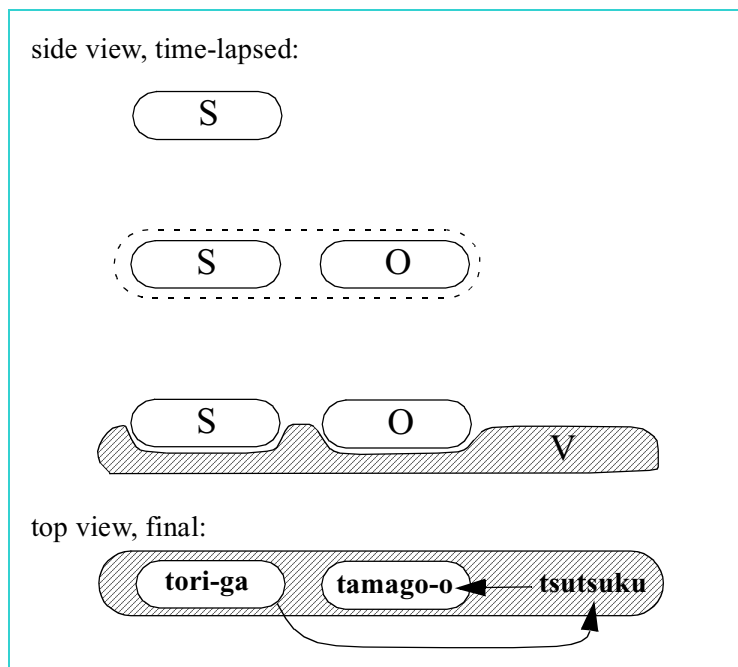 side view, time-lapsed:
S
S O
S O V
top view, final:
tori-ga tamago-o tsutsuku